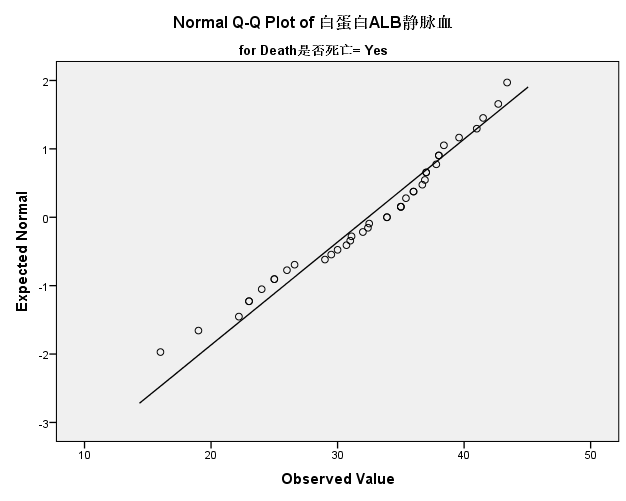 Normal Q-Q Plot of 白蛋白ALB静脉血
for Death是否死亡= Yes
2
1
0
-1
-2
-3
Expected Normal
10 20 30 40 50
Observed Value